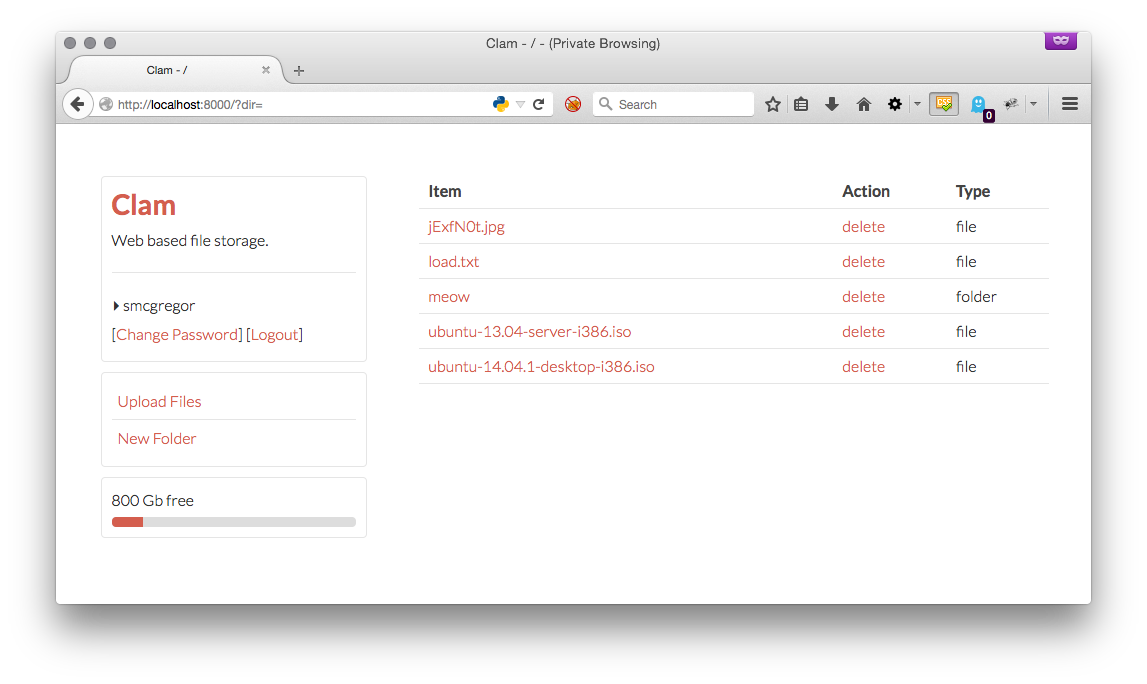 Clam - / - (Private Browsing)
Clam - /
http://localhost:8000/?dir=
Search
0
Clam
Web based file storage.
smcgregor
[Change Password] [Logout]
Upload Files
New Folder
800 Gb free
Item Action Type
jExfN0t.jpg delete file
load.txt delete file
meow delete folder
ubuntu-13.04-server-i386.iso delete file
ubuntu-14.04.1-desktop-i386.iso delete file